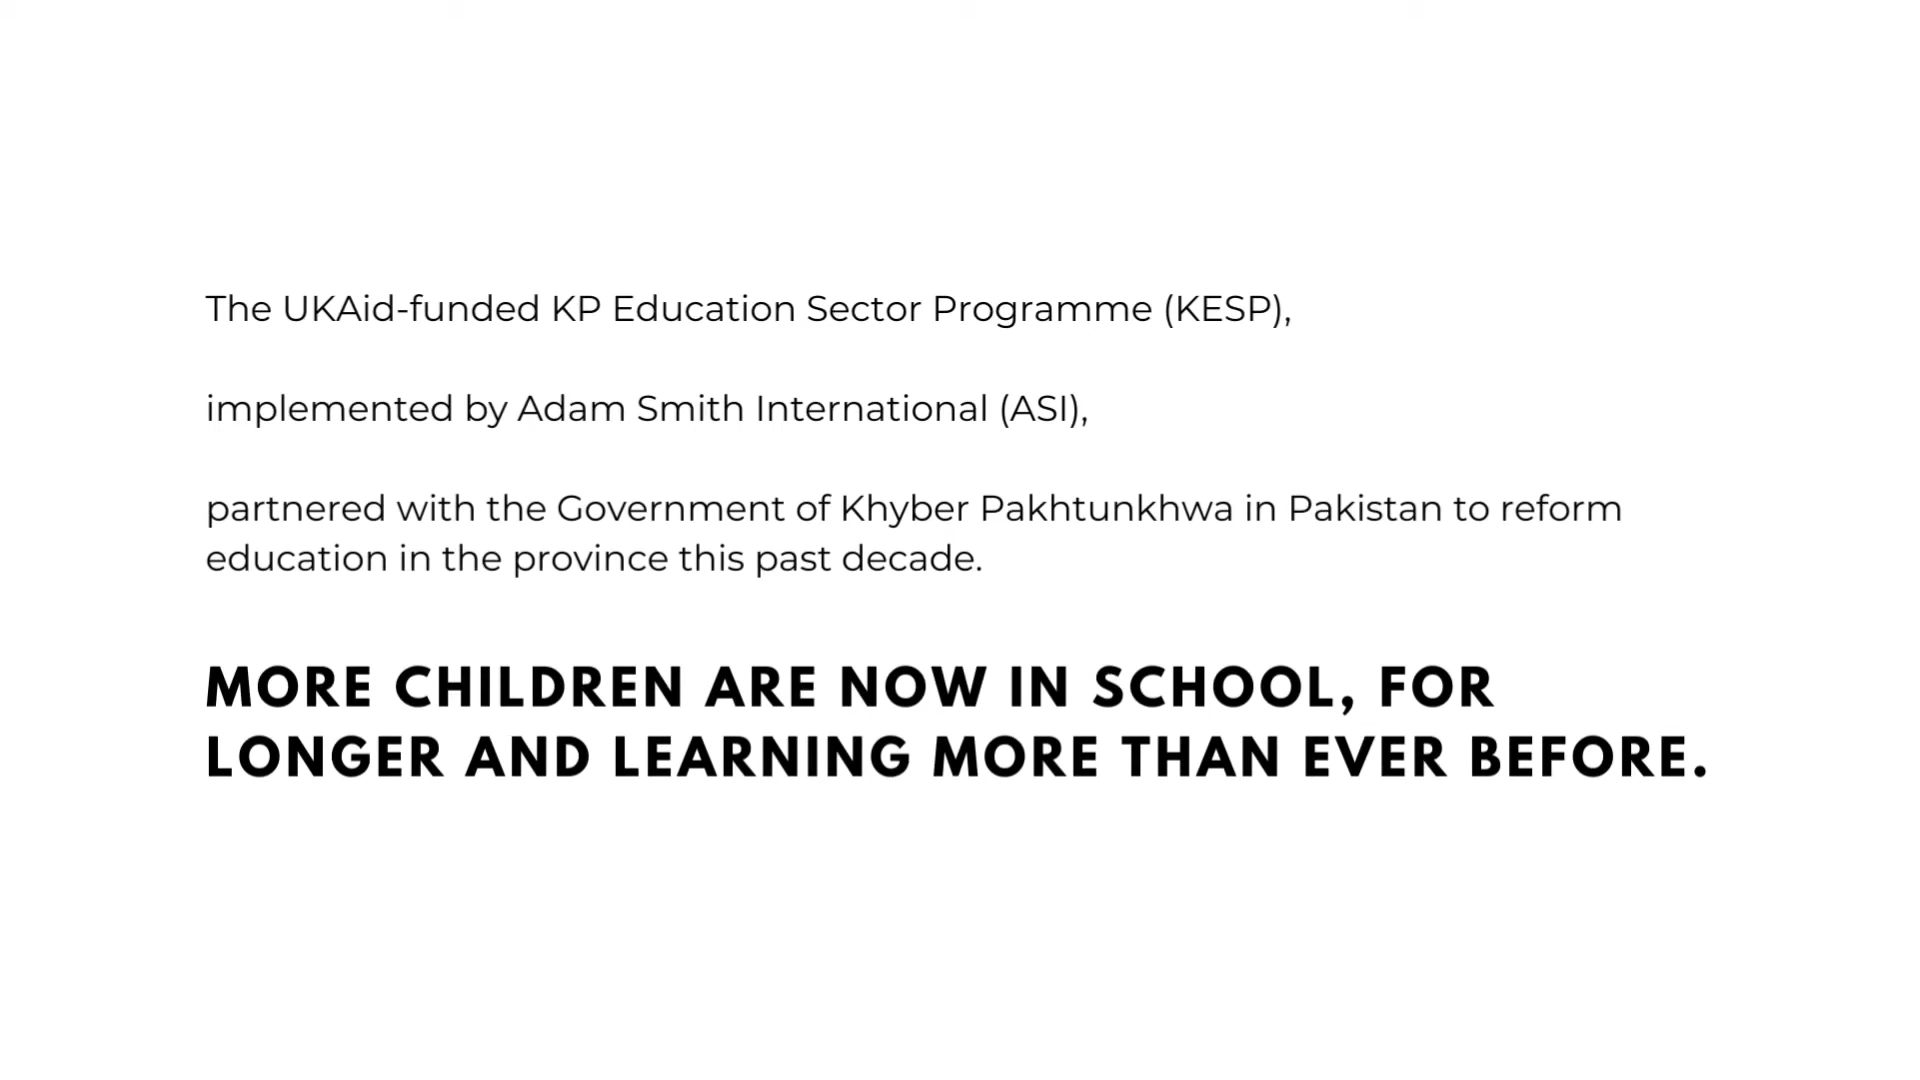 The UKAid-funded KP Education Sector Programme (KESP),
implemented by Adam Smith International (ASI),
partnered with the Government of Khyber Pakhtunkhwa in Pakistan to reform
education in the province this past decade.
MORE CHILDREN ARE NOW IN SCHOOL, FOR
LONGER AND LEARNING MORE THAN EVER BEFORE.